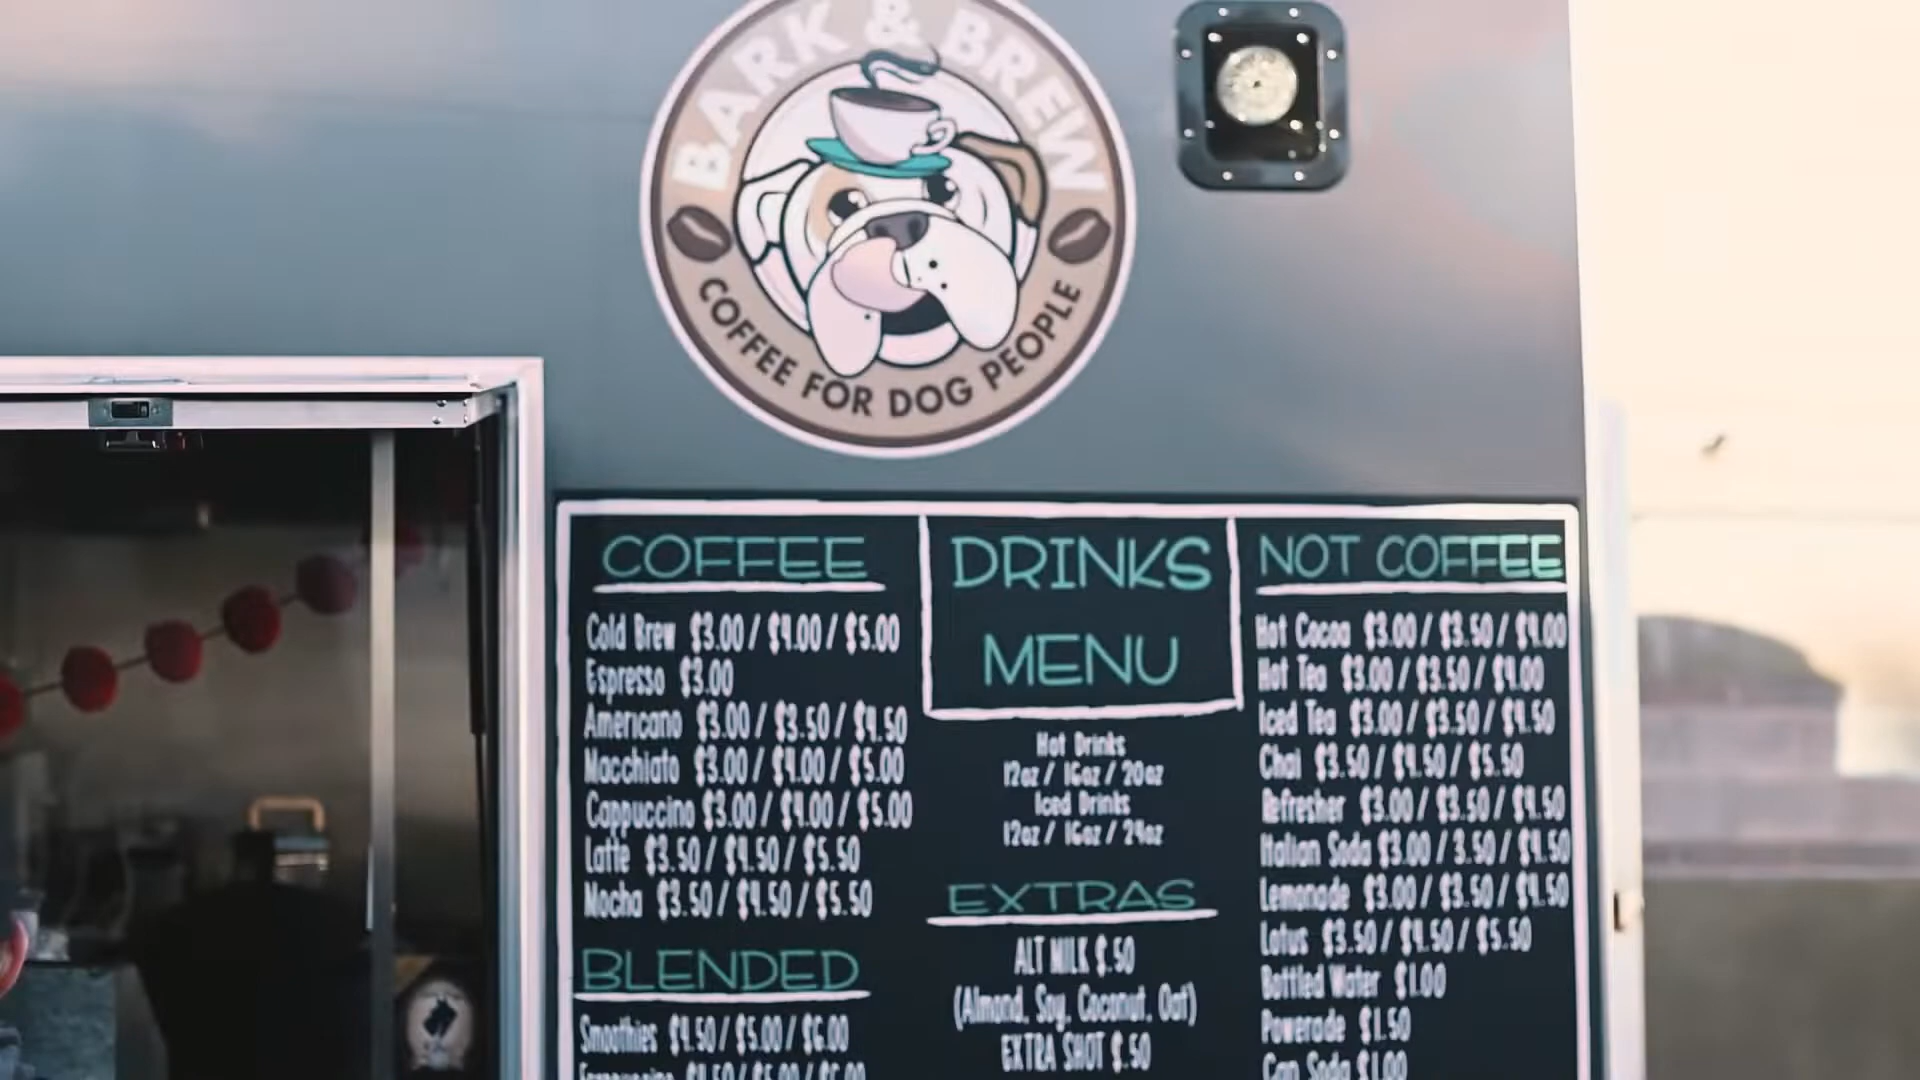 BARK & BREW
COFFEE FOR DOG PEOPLE
COFFEE
Cold Brew $3.00 / $4.00 / $5.00
Espresso $3.00
Americano $3.00 / $3.50 / $4.50
Macchiato $3.00 / $4.00 / $5.00
Cappuccino $3.00 / $4.00 / $5.00
Latte $3.50 / $4.50 / $5.50
Mocha $3.50 / $4.50 / $5.50
BLENDED
Smoothies $4.50 / $5.00 / $6.00
DRINKS
MENU
Hot Drinks
12oz / 16oz / 20oz
Iced Drinks
12oz / 16oz / 24oz
EXTRAS
ALT MILK $.50
(Almond, Soy, Coconut, Oat)
EXTRA SHOT $.50
NOT COFFEE
Hot Cocoa $3.00 / $3.50 / $4.00
Hot Tea $3.00 / $3.50 / $4.00
Iced Tea $3.00 / $3.50 / $4.50
Chai $3.50 / $4.50 / $5.50
Refresher $3.00 / $3.50 / $4.50
Italian Soda $3.00 / 3.50 / $4.50
Lemonade $3.00 / $3.50 / $4.50
Lotus $3.50 / $4.50 / $5.50
Bottled Water $1.00
Powerade $1.50
Can Soda $1.00